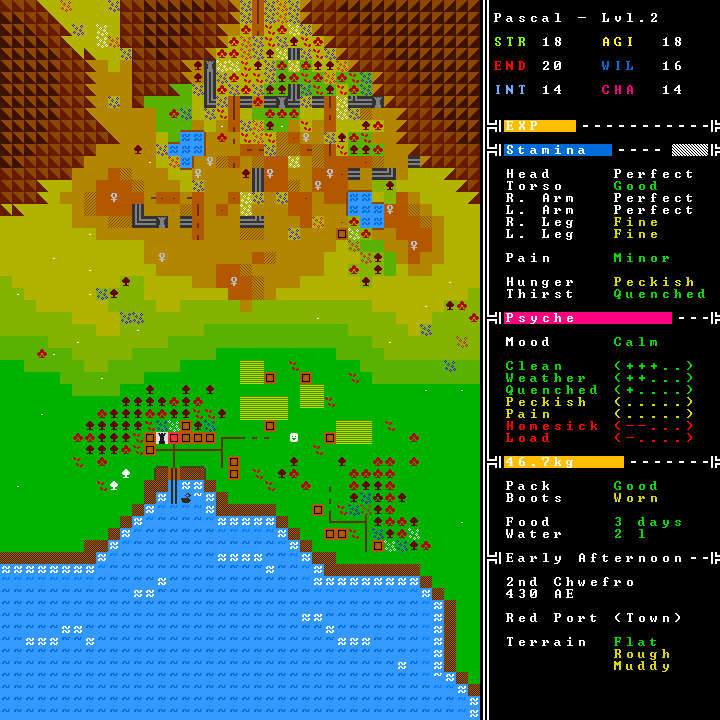 Pascal — Lvl.2
STR 18 AGI 18
END 20 WIL 16
INT 14 CHA 14
EXP
Stamina
Head Perfect
Torso Good
R. Arm Perfect
L. Arm Perfect
R. Leg Fine
L. Leg Fine
Pain Minor
Hunger Peckish
Thirst Quenched
Psyche
Mood Calm
Clean (+++..)
Weather (++...)
Quenched (+....)
Peckish (.....)
Pain (.....)
Homesick (——...)
Load (—....)
46.7kg
Pack Good
Boots Worn
Food 3 days
Water 2 l
Early Afternoon
2nd Chwefro
430 AE
Red Port (Town)
Terrain Flat
Rough
Muddy